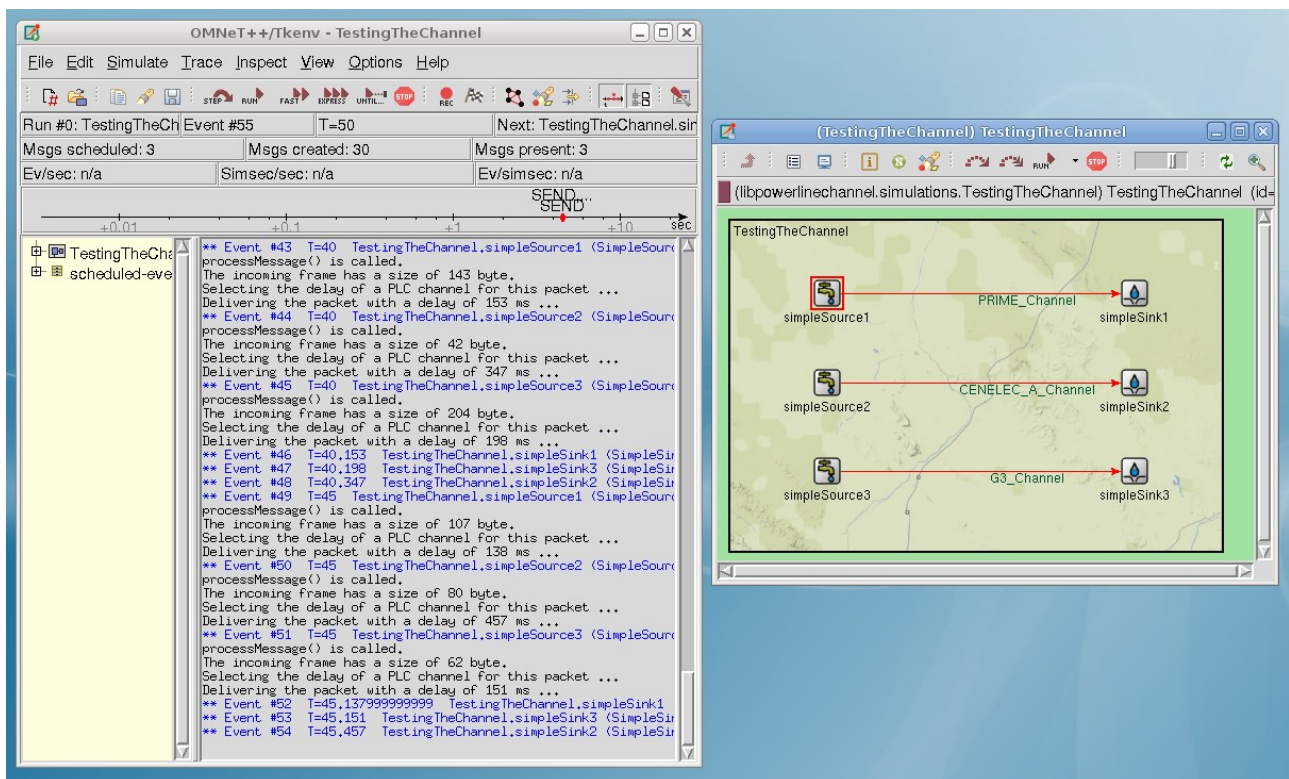 OMNeT++/Tkenv - TestingTheChannel
File Edit Simulate Trace Inspect View Options Help
STEP RUN FAST EXPRESS UNTIL... STOP REC
Run #0: TestingTheCh Event #55 T=50 Next: TestingTheChannel.sim
Msgs scheduled: 3 Msgs created: 30 Msgs present: 3
Ev/sec: n/a Simsec/sec: n/a Ev/simsec: n/a
SEND...
SEND
+0.01 +0.1 +1 +10 sec
TestingTheCha
scheduled-eve
** Event #43 T=40 TestingTheChannel.simpleSource1 (SimpleSour
processMessage() is called.
The incoming frame has a size of 143 byte.
Selecting the delay of a PLC channel for this packet ...
Delivering the packet with a delay of 153 ms ...
** Event #44 T=40 TestingTheChannel.simpleSource2 (SimpleSour
processMessage() is called.
The incoming frame has a size of 42 byte.
Selecting the delay of a PLC channel for this packet ...
Delivering the packet with a delay of 347 ms ...
** Event #45 T=40 TestingTheChannel.simpleSource3 (SimpleSour
processMessage() is called.
The incoming frame has a size of 204 byte.
Selecting the delay of a PLC channel for this packet ...
Delivering the packet with a delay of 198 ms ...
** Event #46 T=40.153 TestingTheChannel.simpleSink1 (SimpleSin
** Event #47 T=40.198 TestingTheChannel.simpleSink3 (SimpleSin
** Event #48 T=40.347 TestingTheChannel.simpleSink2 (SimpleSin
** Event #49 T=45 TestingTheChannel.simpleSource1 (SimpleSour
processMessage() is called.
The incoming frame has a size of 107 byte.
Selecting the delay of a PLC channel for this packet ...
Delivering the packet with a delay of 138 ms ...
** Event #50 T=45 TestingTheChannel.simpleSource2 (SimpleSour
processMessage() is called.
The incoming frame has a size of 80 byte.
Selecting the delay of a PLC channel for this packet ...
Delivering the packet with a delay of 457 ms ...
** Event #51 T=45 TestingTheChannel.simpleSource3 (SimpleSour
processMessage() is called.
The incoming frame has a size of 62 byte.
Selecting the delay of a PLC channel for this packet ...
Delivering the packet with a delay of 151 ms ...
** Event #52 T=45.137999999999 TestingTheChannel.simpleSink1
** Event #53 T=45.151 TestingTheChannel.simpleSink3 (SimpleSin
** Event #54 T=45.457 TestingTheChannel.simpleSink2 (SimpleSin
(TestingTheChannel) TestingTheChannel
RUN STOP
(libpowerlinechannel.simulations.TestingTheChannel) TestingTheChannel (id=
TestingTheChannel
simpleSource1 PRIME_Channel simpleSink1
simpleSource2 CENELEC_A_Channel simpleSink2
simpleSource3 G3_Channel simpleSink3